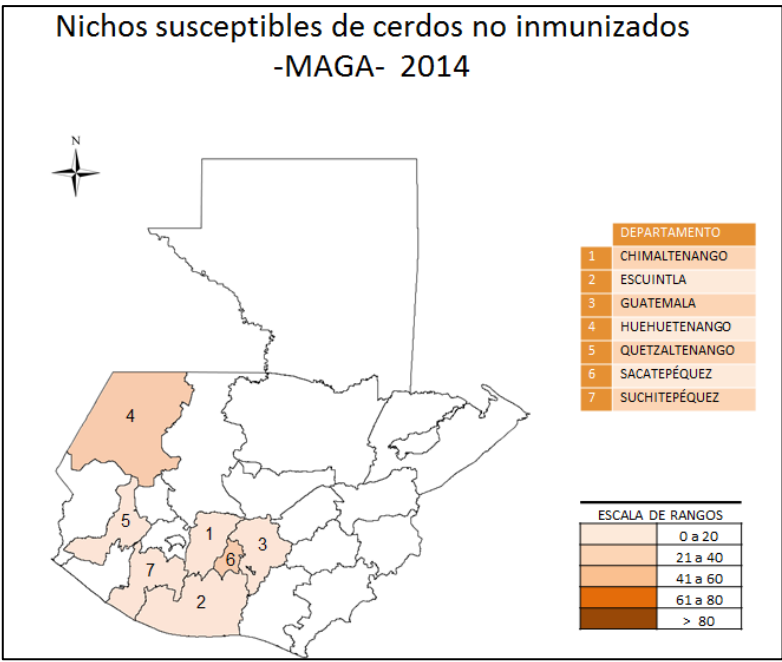 Nichos susceptibles de cerdos no inmunizados
-MAGA- 2014
N
DEPARTAMENTO
1 CHIMALTENANGO
2 ESCUINTLA
3 GUATEMALA
4 HUEHUETENANGO
5 QUETZALTENANGO
6 SACATEPÉQUEZ
7 SUCHITEPÉQUEZ
4
5
1
3
6
7
2
ESCALA DE RANGOS
0 a 20
21 a 40
41 a 60
61 a 80
> 80